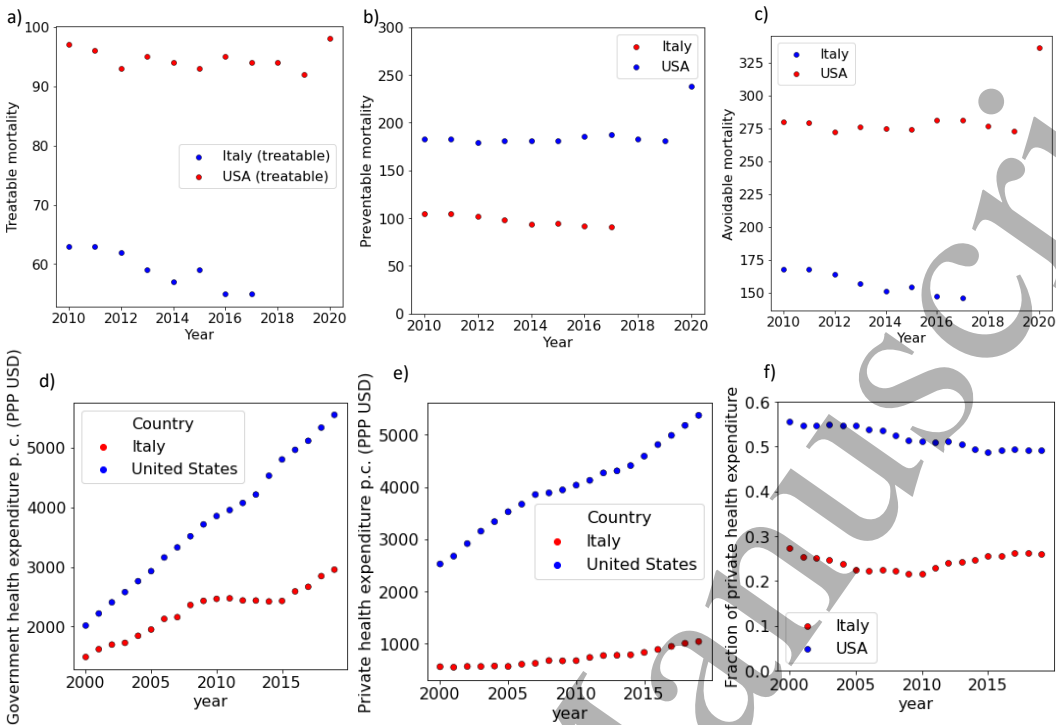 a)
Treatable mortality
100
90
80
70
60
Italy (treatable)
USA (treatable)
2010 2012 2014 2016 2018 2020
Year
b)
Preventable mortality
300
250
200
150
100
50
0
Italy
USA
2010 2012 2014 2016 2018 2020
Year
c)
Avoidable mortality
325
300
275
250
225
200
175
150
Italy
USA
2010 2012 2014 2016 2018 2020
Year
d)
Government health expenditure p. c. (PPP USD)
5000
4000
3000
2000
Country
Italy
United States
2000 2005 2010 2015
year
e)
Private health expenditure p.c. (PPP USD)
5000
4000
3000
2000
1000
Country
Italy
United States
2000 2005 2010 2015
year
f)
Fraction of private health expenditure
0.6
0.5
0.4
0.3
0.2
0.1
0.0
Italy
USA
2000 2005 2010 2015
year
anuscri